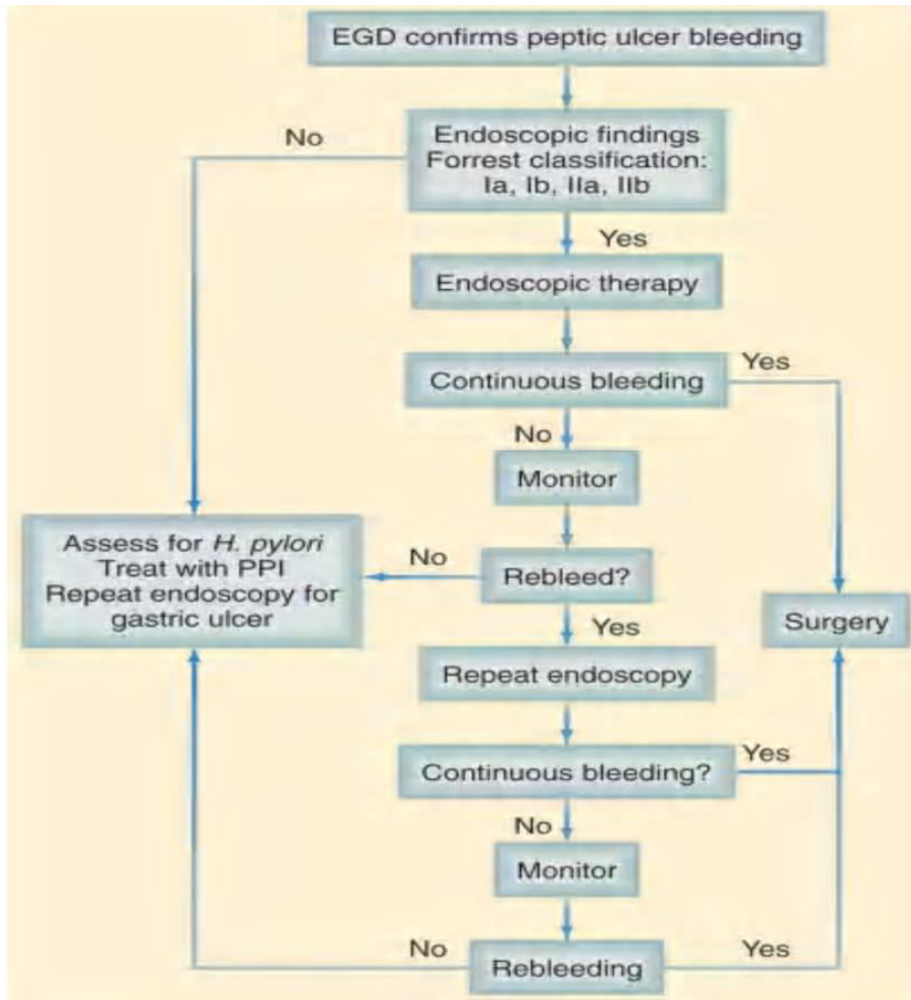 EGD confirms peptic ulcer bleeding
No
Endoscopic findings
Forrest classification:
Ia, Ib, IIa, IIb
Yes
Endoscopic therapy
Continuous bleeding
Yes
No
Monitor
Assess for H. pylori
Treat with PPI
Repeat endoscopy for
gastric ulcer
No
Rebleed?
Surgery
Yes
Repeat endoscopy
Continuous bleeding?
Yes
No
Monitor
No
Rebleeding
Yes